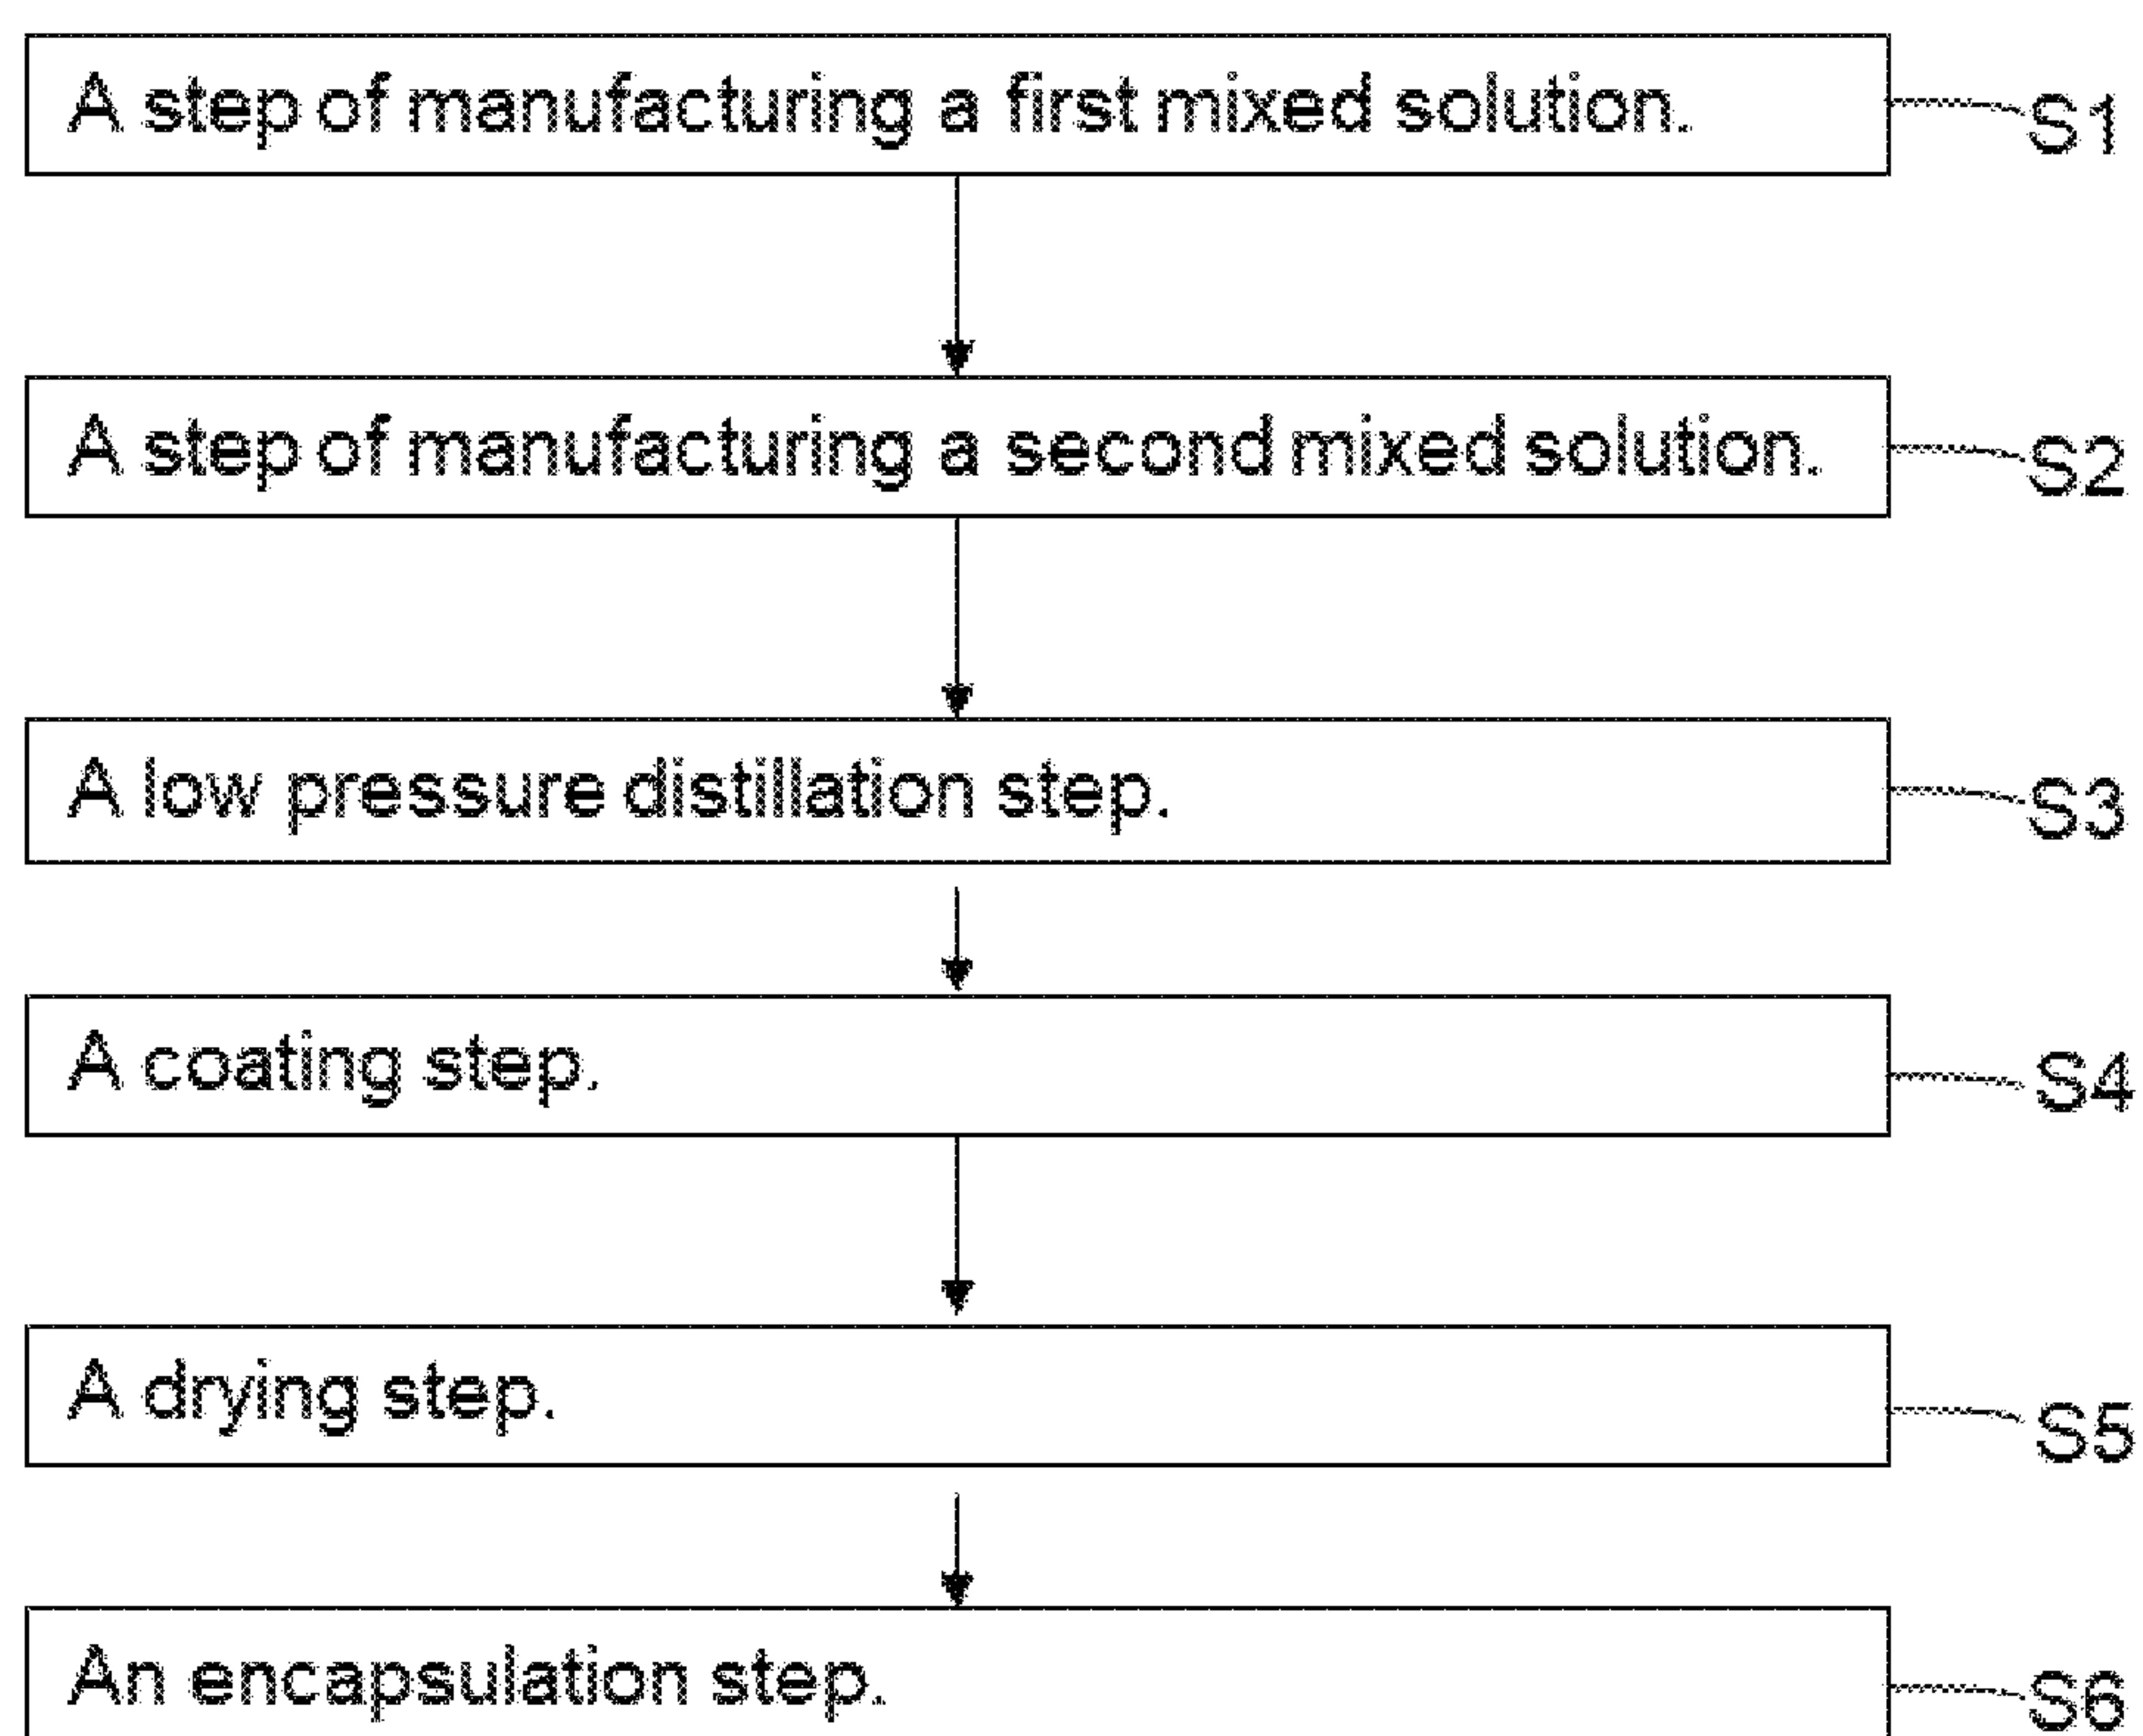 A step of manufacturing a first mixed solution. S1
A step of manufacturing a second mixed solution. S2
A low pressure distillation step. S3
A coating step. S4
A drying step. S5
An encapsulation step. S6